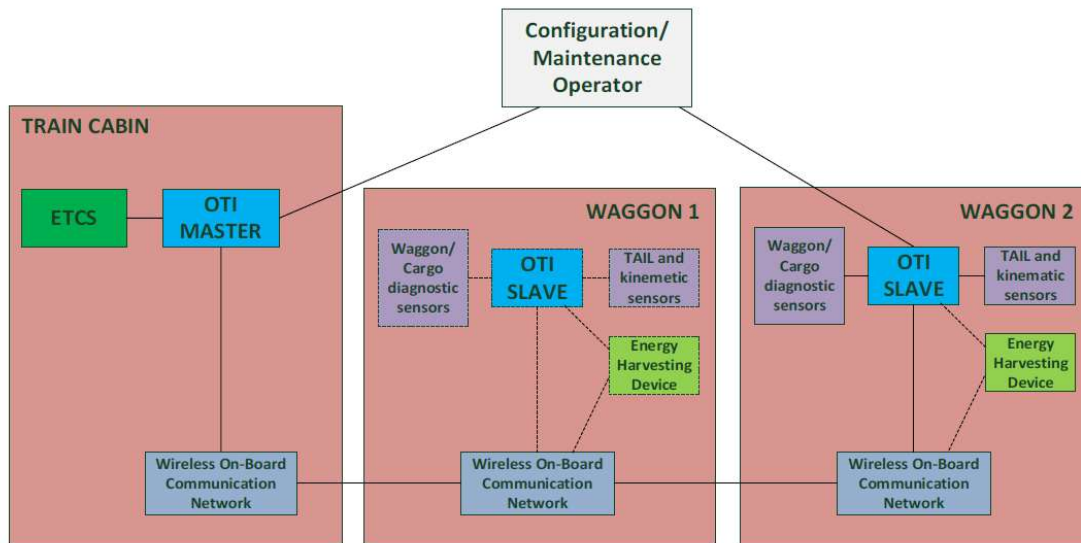 Configuration/
Maintenance
Operator
TRAIN CABIN
ETCS
OTI
MASTER
Wireless On-Board
Communication
Network
WAGGON 1
Waggon/
Cargo
diagnostic
sensors
OTI
SLAVE
TAIL and
kinemetic
sensors
Energy
Harvesting
Device
Wireless On-Board
Communication
Network
WAGGON 2
Waggon/
Cargo
diagnostic
sensors
OTI
SLAVE
TAIL and
kinematic
sensors
Energy
Harvesting
Device
Wireless On-Board
Communication
Network